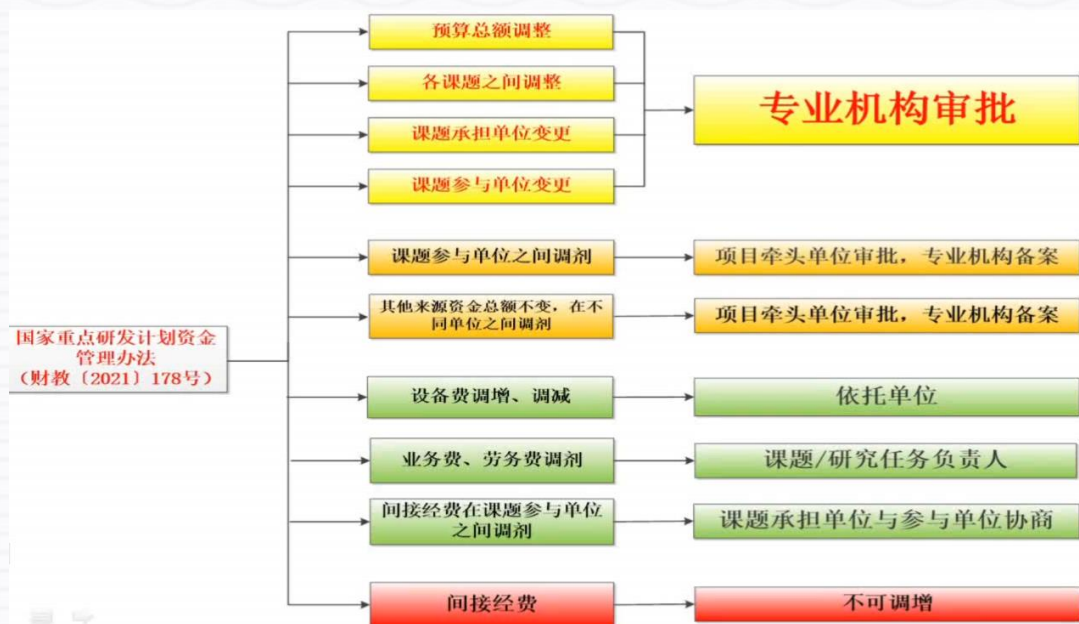 预算总额调整
各课题之间调整
课题承担单位变更
课题参与单位变更
专业机构审批
课题参与单位之间调剂
项目牵头单位审批，专业机构备案
其他来源资金总额不变，在不
同单位之间调剂
项目牵头单位审批，专业机构备案
国家重点研发计划资金
管理办法
（财教〔2021〕178号）
设备费调增、调减
依托单位
业务费、劳务费调剂
课题/研究任务负责人
间接经费在课题参与单位
之间调剂
课题承担单位与参与单位协商
间接经费
不可调增